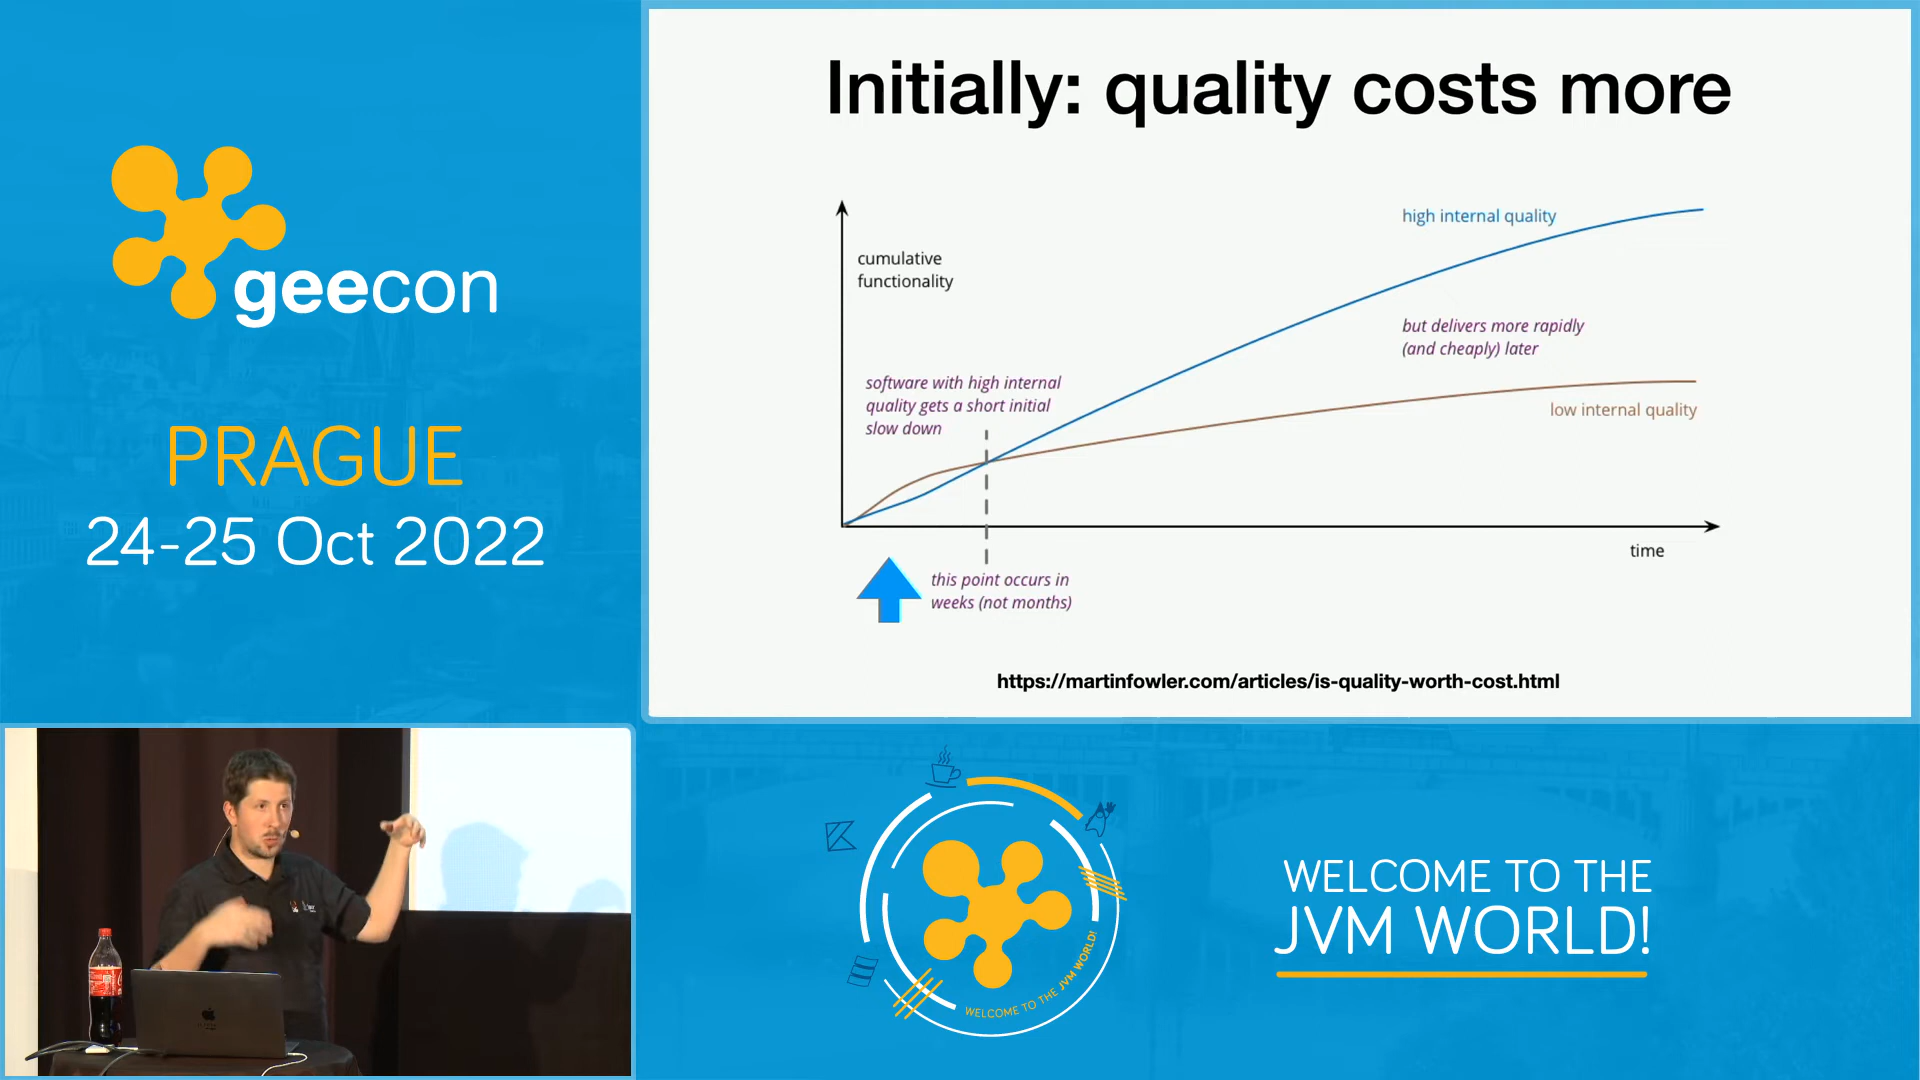 geecon
PRAGUE
24-25 Oct 2022
Initially: quality costs more
cumulative
functionality
high internal quality
but delivers more rapidly
(and cheaply) later
software with high internal
quality gets a short initial
slow down
low internal quality
time
this point occurs in
weeks (not months)
https://martinfowler.com/articles/is-quality-worth-cost.html
WELCOME TO THE JVM WORLD!
WELCOME TO THE
JVM WORLD!